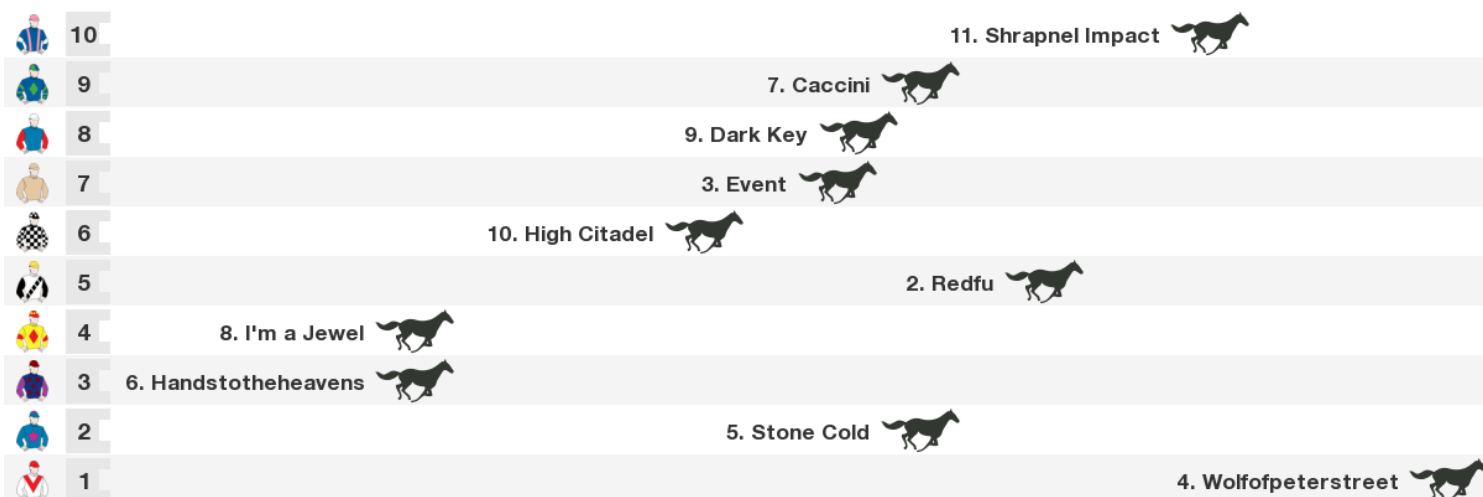 10 11. Shrapnel Impact
9 7. Caccini
8 9. Dark Key
7 3. Event
6 10. High Citadel
5 2. Redfu
4 8. I'm a Jewel
3 6. Handstotheheavens
2 5. Stone Cold
1 4. Wolfofpeterstreet